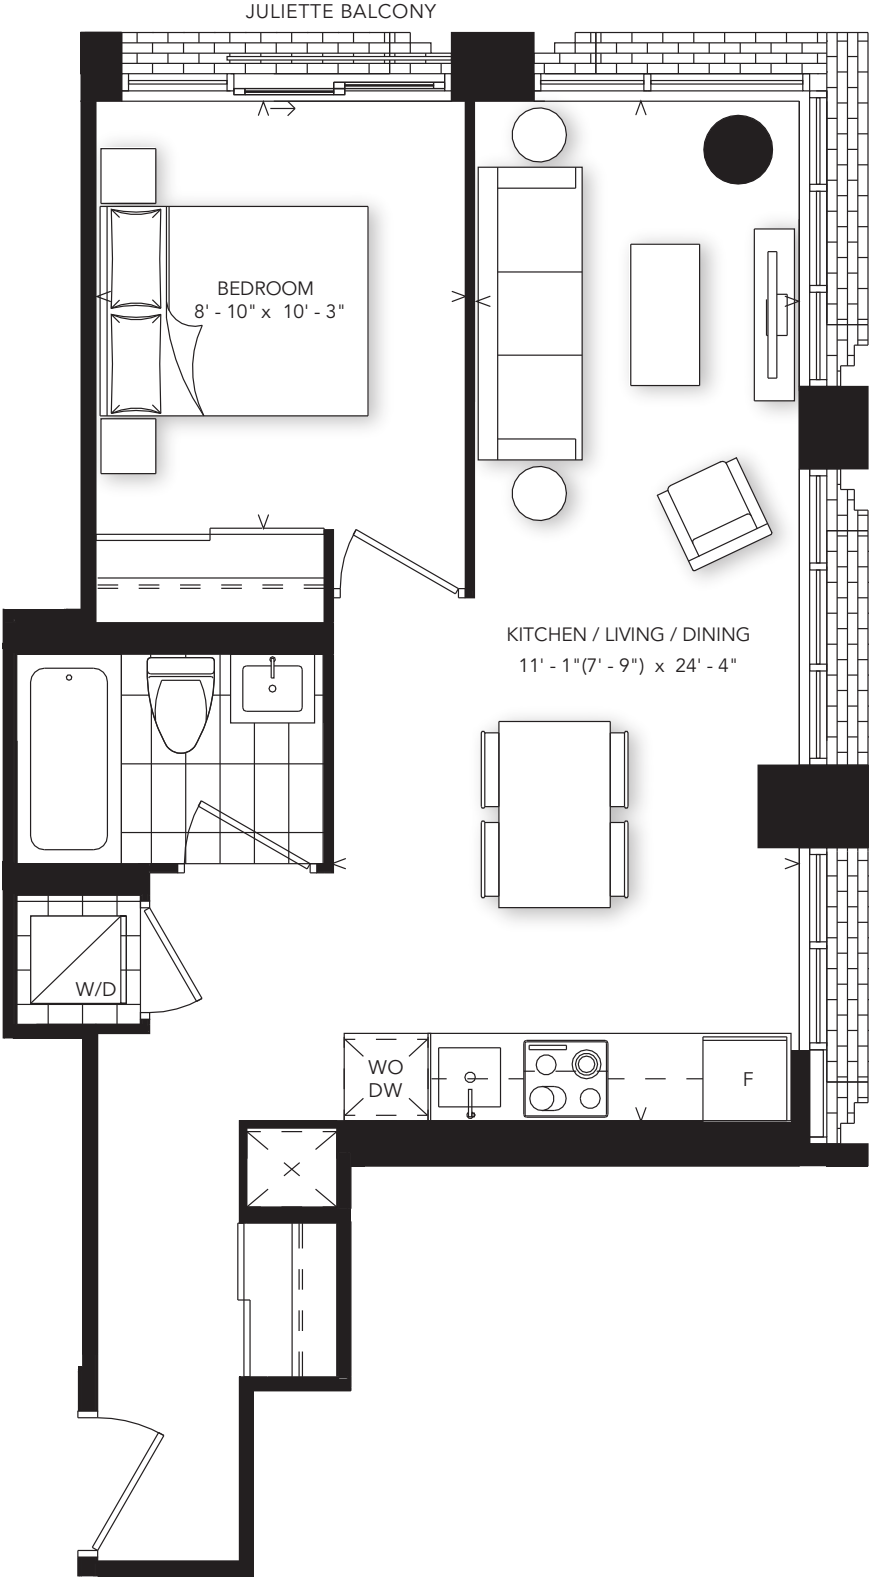 JULIETTE BALCONY
BEDROOM
8' - 10" x 10' - 3"
KITCHEN / LIVING / DINING
11' - 1"(7' - 9") x 24' - 4"
W/D
WO
DW
F